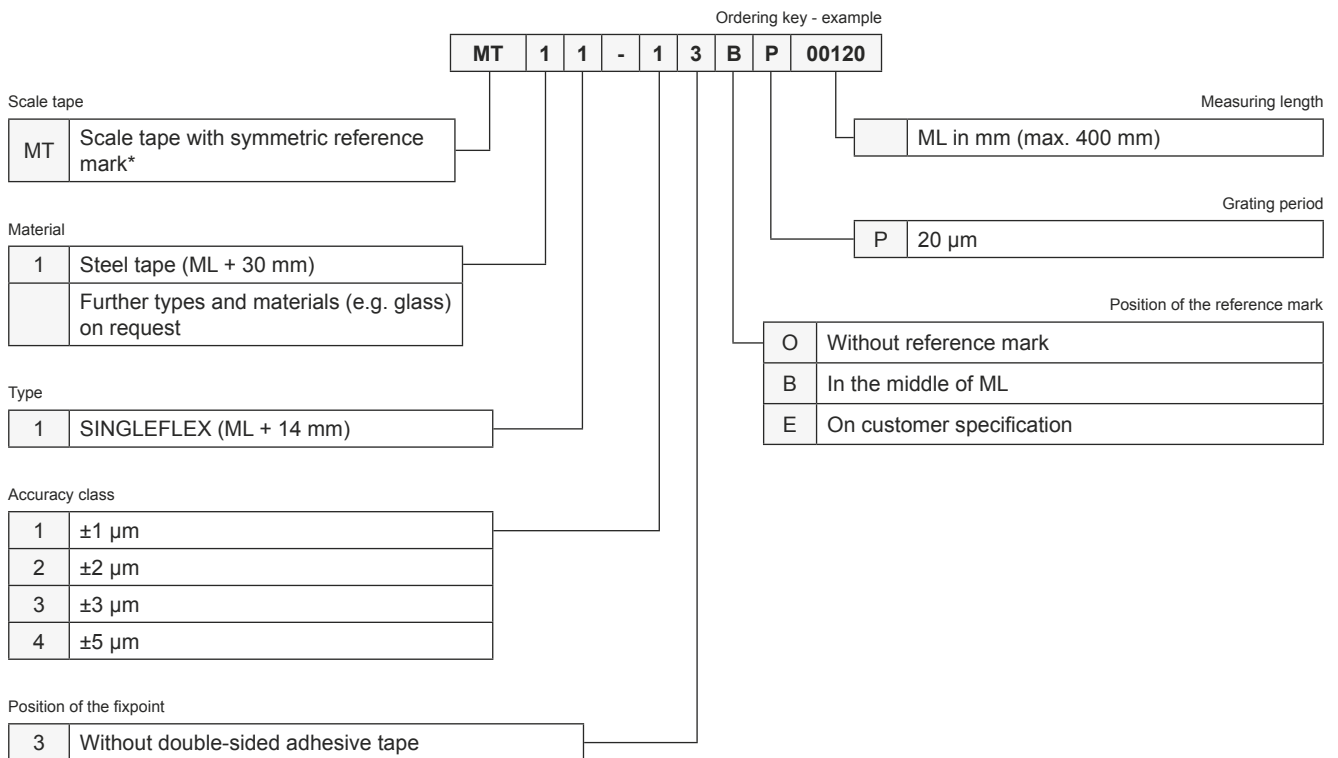 Ordering key - example
MT 1 1 - 1 3 B P 00120
Scale tape
MT Scale tape with symmetric reference
mark*
Material
1 Steel tape (ML + 30 mm)
Further types and materials (e.g. glass)
on request
Type
1 SINGLEFLEX (ML + 14 mm)
Accuracy class
1 ±1 µm
2 ±2 µm
3 ±3 µm
4 ±5 µm
Position of the fixpoint
3 Without double-sided adhesive tape
Measuring length
ML in mm (max. 400 mm)
Grating period
P 20 µm
Position of the reference mark
O Without reference mark
B In the middle of ML
E On customer specification